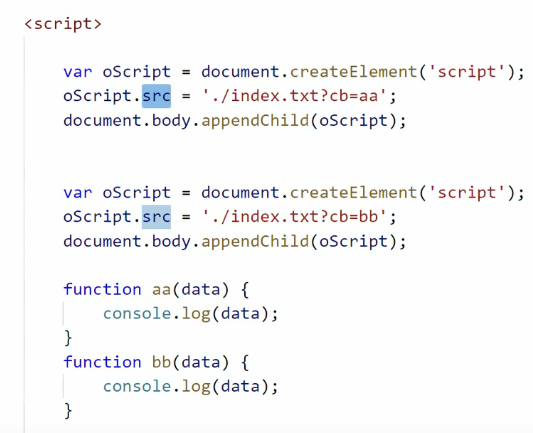 <script>
var oScript = document.createElement('script');
oScript.src = './index.txt?cb=aa';
document.body.appendChild(oScript);
var oScript = document.createElement('script');
oScript.src = './index.txt?cb=bb';
document.body.appendChild(oScript);
function aa(data) {
console.log(data);
}
function bb(data) {
console.log(data);
}